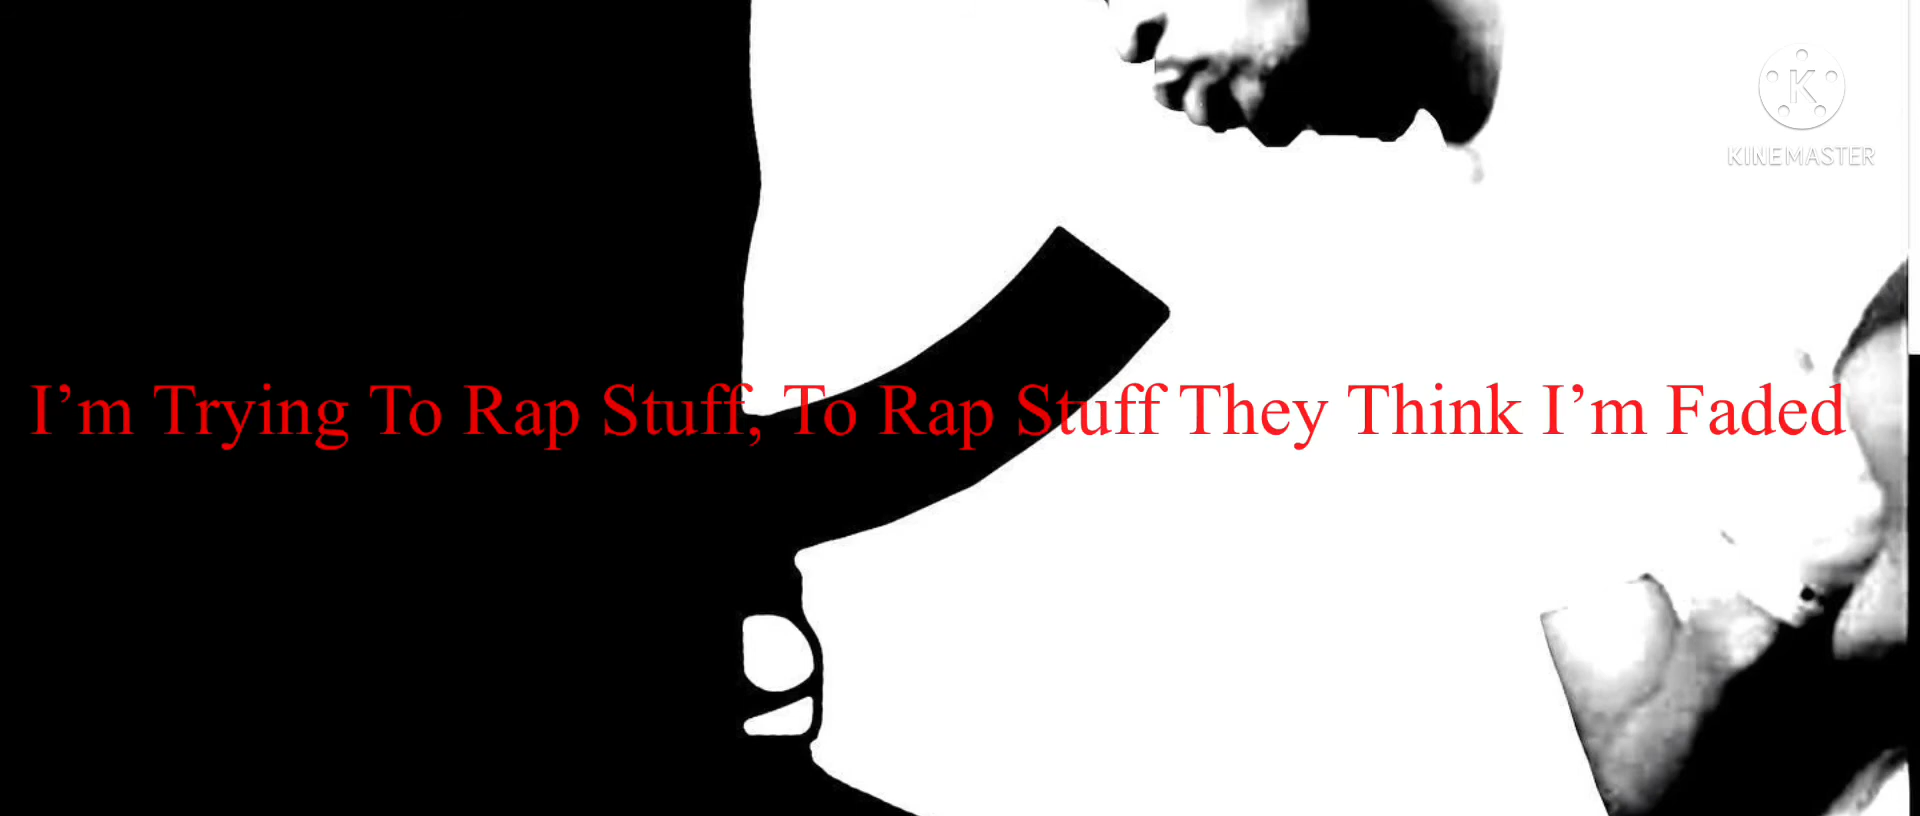 K
KINEMASTER
I’m Trying To Rap Stuff, To Rap Stuff They Think I’m Faded